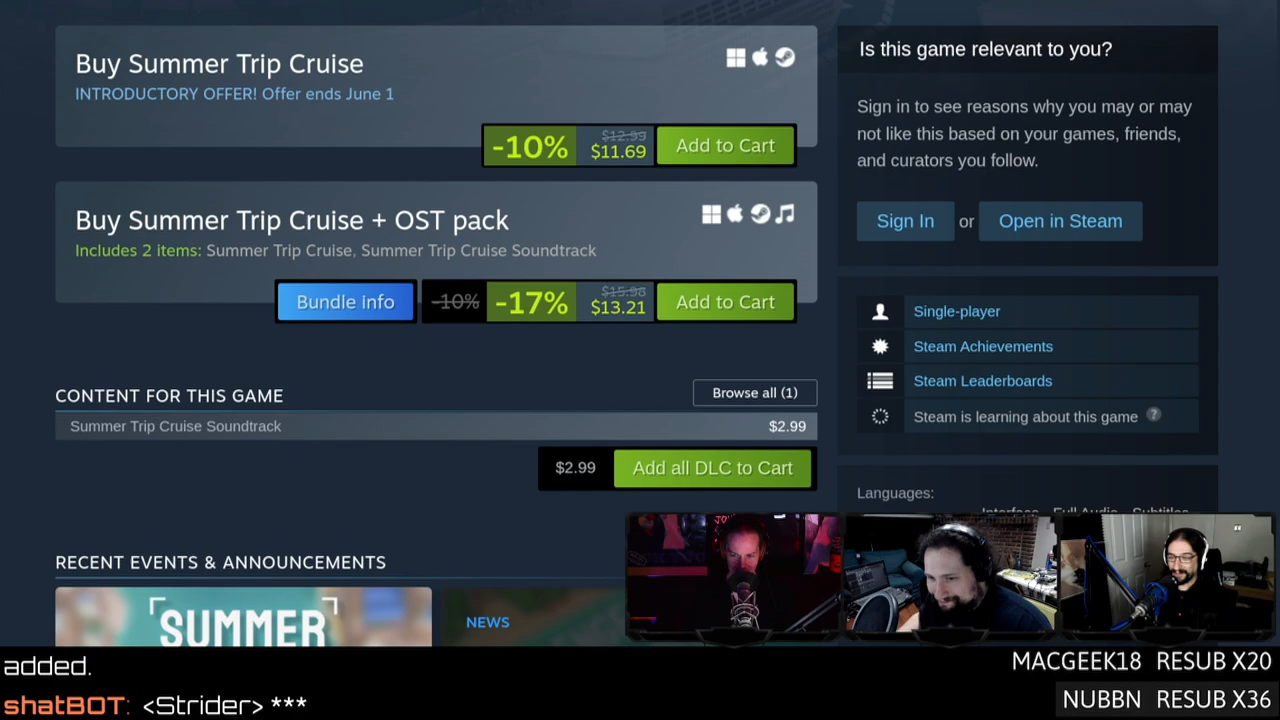 Buy Summer Trip Cruise
INTRODUCTORY OFFER! Offer ends June 1
-10%
$12.99
$11.69
Add to Cart
Buy Summer Trip Cruise + OST pack
Includes 2 items: Summer Trip Cruise, Summer Trip Cruise Soundtrack
Bundle info
-10%
-17%
$15.98
$13.21
Add to Cart
CONTENT FOR THIS GAME
Browse all (1)
Summer Trip Cruise Soundtrack
$2.99
$2.99
Add all DLC to Cart
RECENT EVENTS & ANNOUNCEMENTS
SUMMER
NEWS
Is this game relevant to you?
Sign in to see reasons why you may or may
not like this based on your games, friends,
and curators you follow.
Sign In or Open in Steam
Single-player
Steam Achievements
Steam Leaderboards
Steam is learning about this game ?
Languages:
Interface Full Audio Subtitles
added.
shatBOT: <Strider> ***
MACGEEK18 RESUB X20
NUBBN RESUB X36